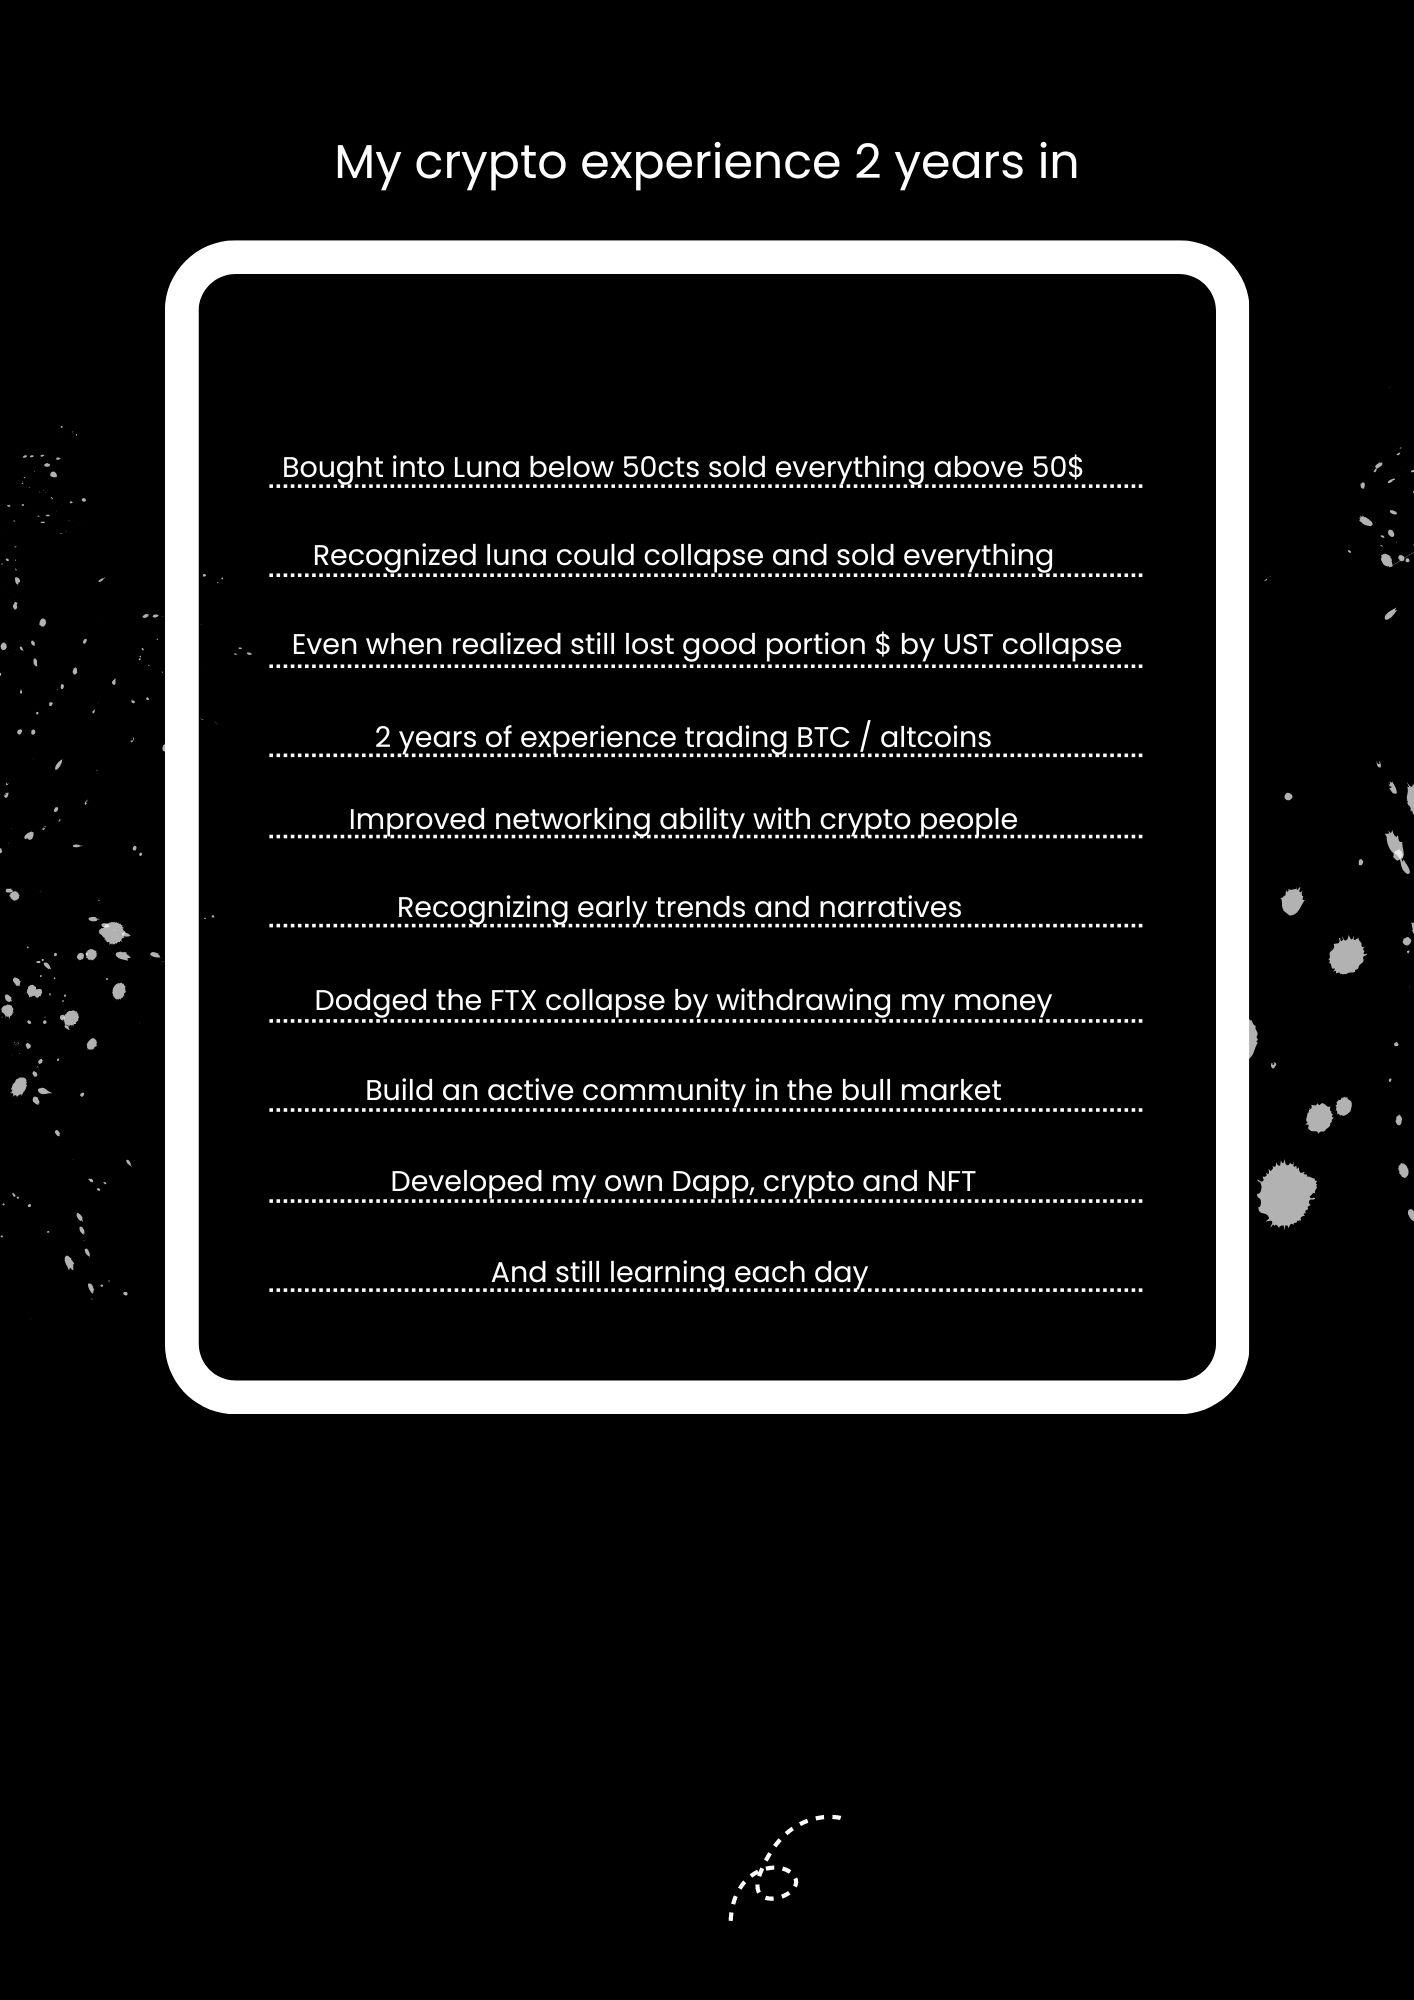 My crypto experience 2 years in
Bought into Luna below 50cts sold everything above 50$
Recognized luna could collapse and sold everything
Even when realized still lost good portion $ by UST collapse
2 years of experience trading BTC / altcoins
Improved networking ability with crypto people
Recognizing early trends and narratives
Dodged the FTX collapse by withdrawing my money
Build an active community in the bull market
Developed my own Dapp, crypto and NFT
And still learning each day